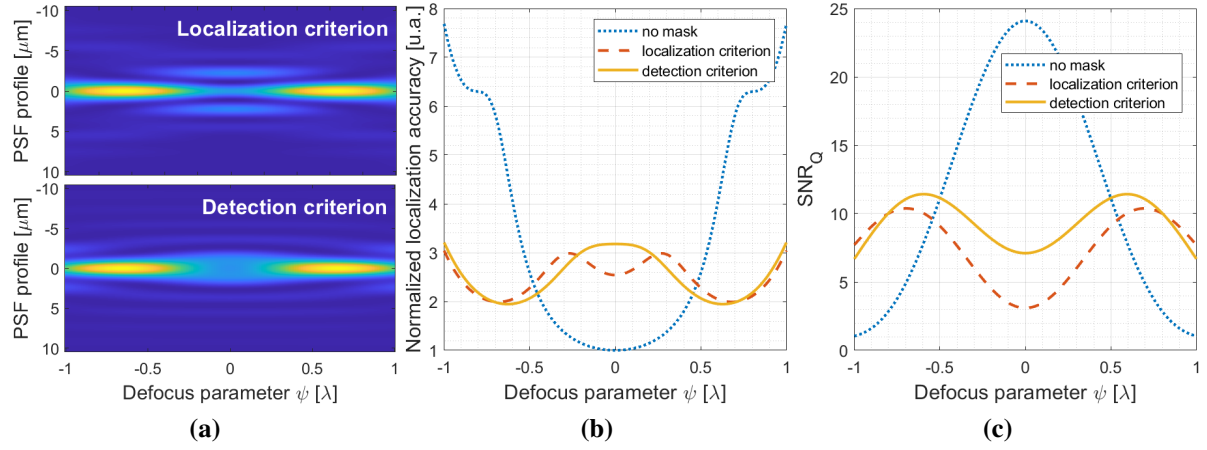 -10
-5
0
5
10
PSF profile [μm]
Localization criterion
-10
-5
0
5
10
PSF profile [μm]
Detection criterion
-1
-0.5
0
0.5
1
Defocus parameter ψ [λ]
(a)
8
7
6
5
4
3
2
1
Normalized localization accuracy [u.a.]
no mask
localization criterion
detection criterion
-1
-0.5
0
0.5
1
Defocus parameter ψ [λ]
(b)
25
20
15
10
5
0
SNR_Q
no mask
localization criterion
detection criterion
-1
-0.5
0
0.5
1
Defocus parameter ψ [λ]
(c)